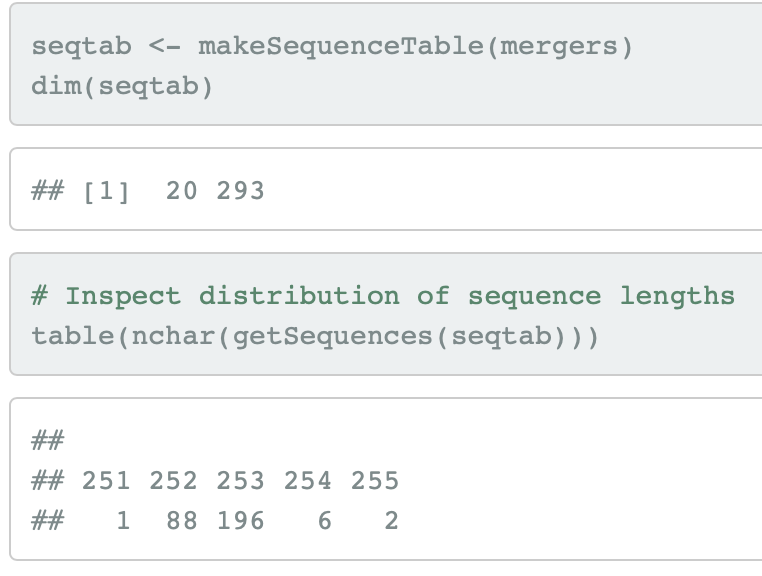 seqtab <- makeSequenceTable(mergers)
dim(seqtab)
## [1]  20 293
# Inspect distribution of sequence lengths
table(nchar(getSequences(seqtab)))
##
## 251 252 253 254 255
##   1  88 196   6   2